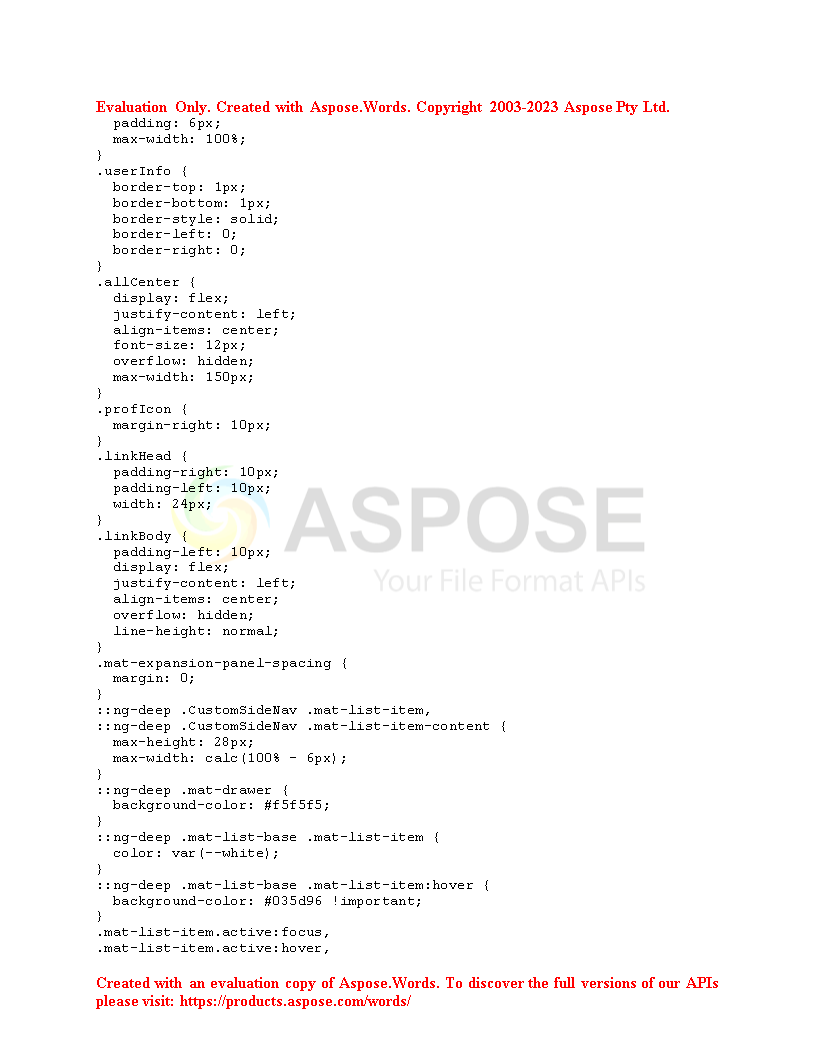 Evaluation Only. Created with Aspose.Words. Copyright 2003-2023 Aspose Pty Ltd.
  padding: 6px;
  max-width: 100%;
}
.userInfo {
  border-top: 1px;
  border-bottom: 1px;
  border-style: solid;
  border-left: 0;
  border-right: 0;
}
.allCenter {
  display: flex;
  justify-content: left;
  align-items: center;
  font-size: 12px;
  overflow: hidden;
  max-width: 150px;
}
.profIcon {
  margin-right: 10px;
}
.linkHead {
  padding-right: 10px;
  padding-left: 10px;
  width: 24px;
}
.linkBody {
  padding-left: 10px;
  display: flex;
  justify-content: left;
  align-items: center;
  overflow: hidden;
  line-height: normal;
}
.mat-expansion-panel-spacing {
  margin: 0;
}
::ng-deep .CustomSideNav .mat-list-item,
::ng-deep .CustomSideNav .mat-list-item-content {
  max-height: 28px;
  max-width: calc(100% - 6px);
}
::ng-deep .mat-drawer {
  background-color: #f5f5f5;
}
::ng-deep .mat-list-base .mat-list-item {
  color: var(--white);
}
::ng-deep .mat-list-base .mat-list-item:hover {
  background-color: #035d96 !important;
}
.mat-list-item.active:focus,
.mat-list-item.active:hover,
ASPOSE
Your File Format APIs
Created with an evaluation copy of Aspose.Words. To discover the full versions of our APIs
please visit: https://products.aspose.com/words/